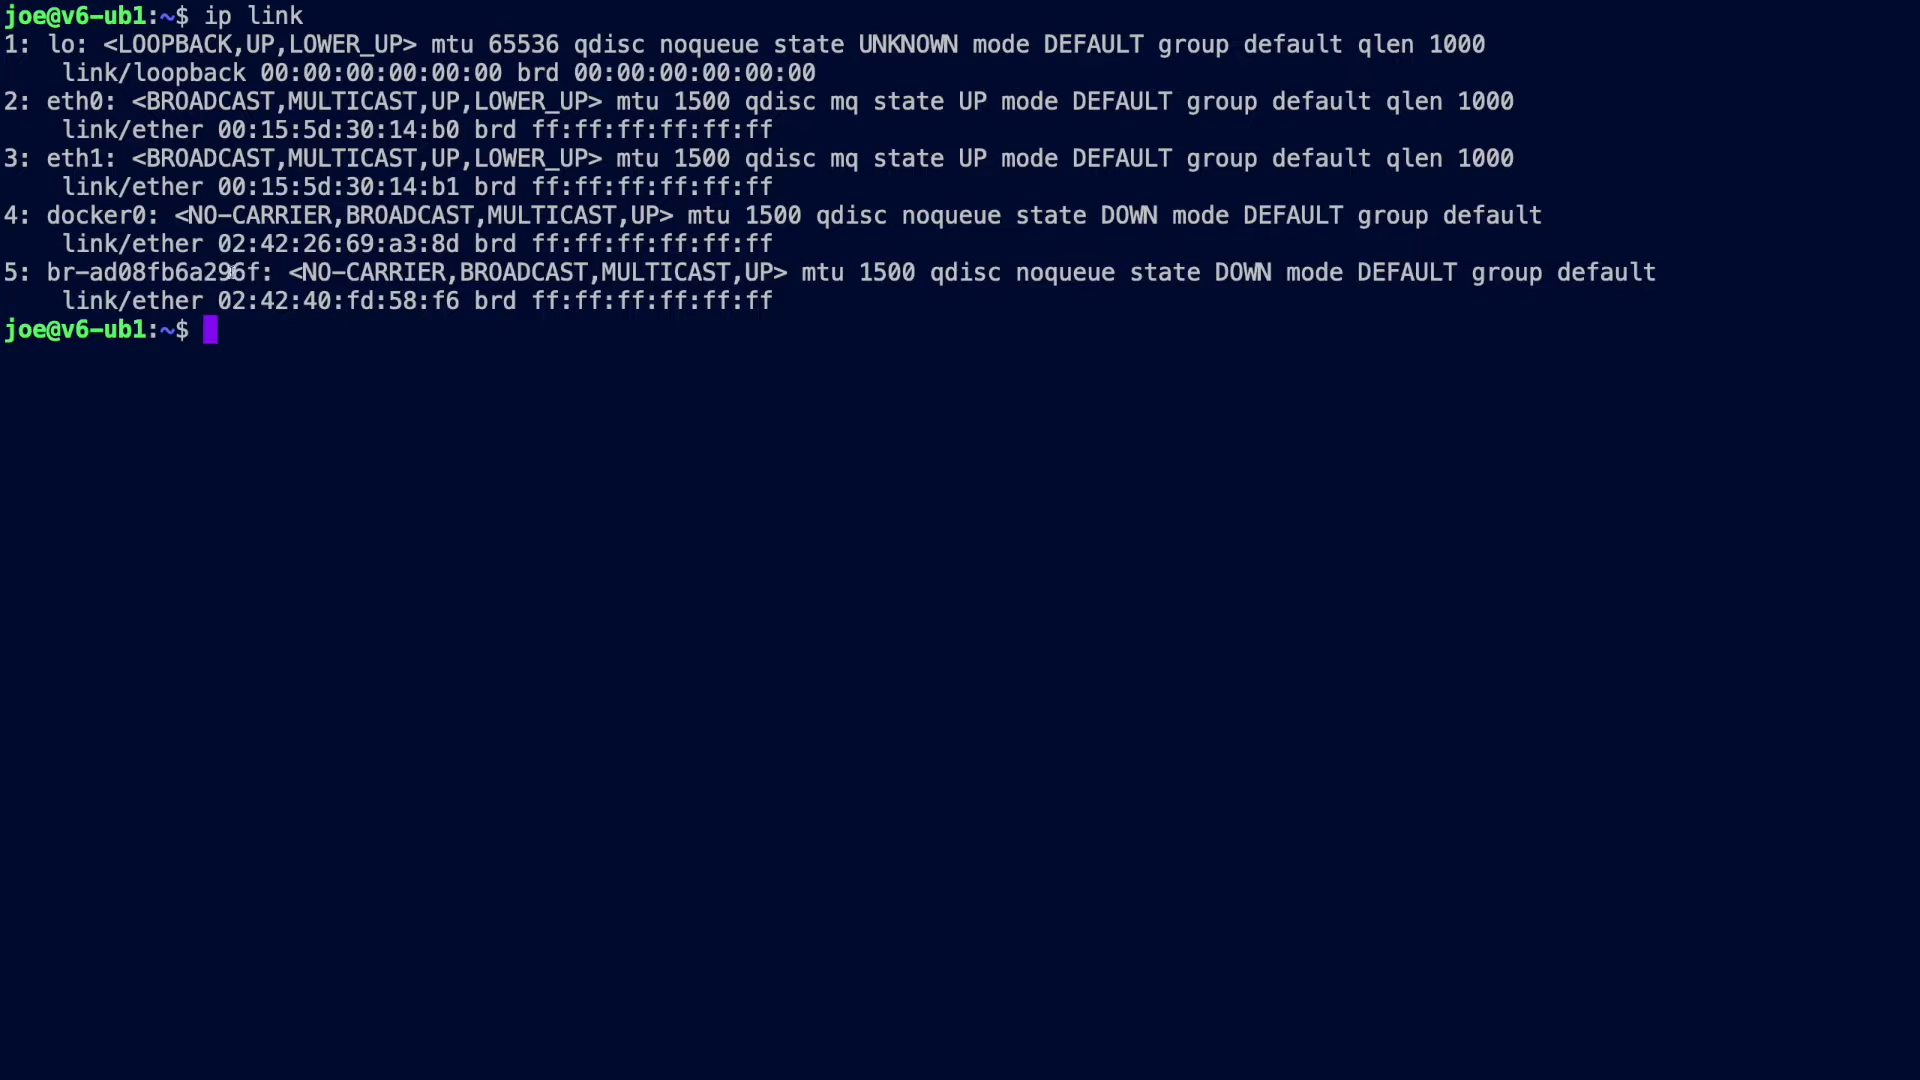 joe@v6-ub1:~$ ip link
1: lo: <LOOPBACK,UP,LOWER_UP> mtu 65536 qdisc noqueue state UNKNOWN mode DEFAULT group default qlen 1000
    link/loopback 00:00:00:00:00:00 brd 00:00:00:00:00:00
2: eth0: <BROADCAST,MULTICAST,UP,LOWER_UP> mtu 1500 qdisc mq state UP mode DEFAULT group default qlen 1000
    link/ether 00:15:5d:30:14:b0 brd ff:ff:ff:ff:ff:ff
3: eth1: <BROADCAST,MULTICAST,UP,LOWER_UP> mtu 1500 qdisc mq state UP mode DEFAULT group default qlen 1000
    link/ether 00:15:5d:30:14:b1 brd ff:ff:ff:ff:ff:ff
4: docker0: <NO-CARRIER,BROADCAST,MULTICAST,UP> mtu 1500 qdisc noqueue state DOWN mode DEFAULT group default
    link/ether 02:42:26:69:a3:8d brd ff:ff:ff:ff:ff:ff
5: br-ad08fb6a296f: <NO-CARRIER,BROADCAST,MULTICAST,UP> mtu 1500 qdisc noqueue state DOWN mode DEFAULT group default
    link/ether 02:42:40:fd:58:f6 brd ff:ff:ff:ff:ff:ff
joe@v6-ub1:~$